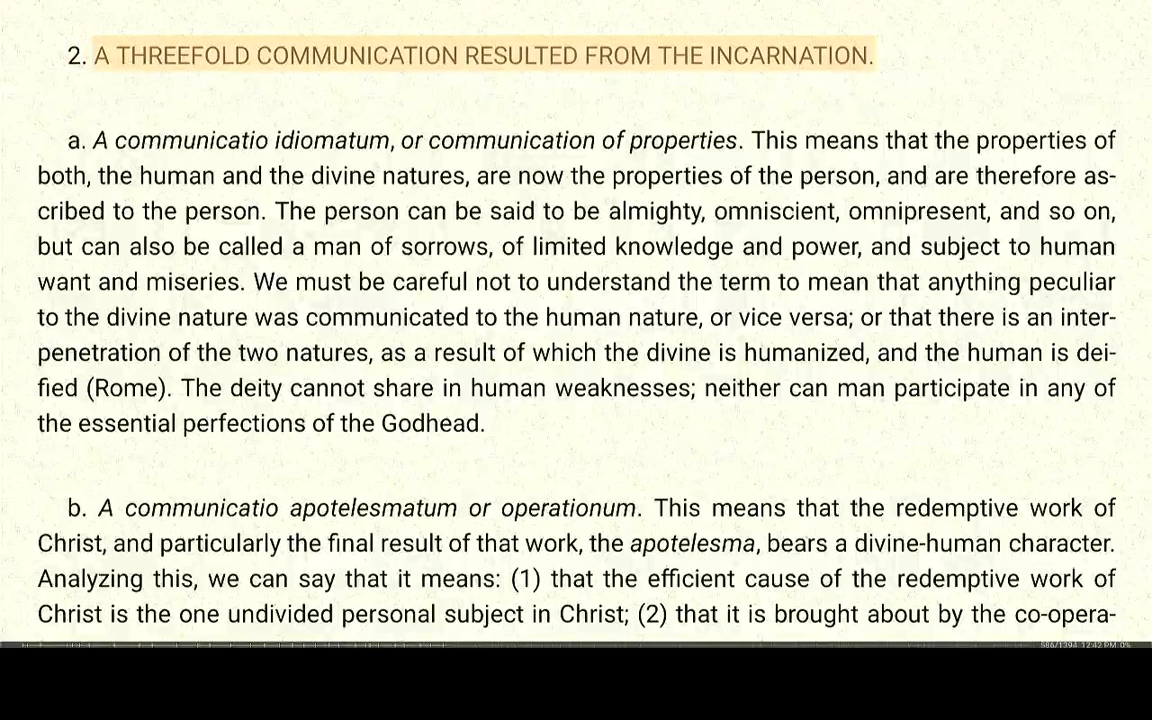 2. A THREEFOLD COMMUNICATION RESULTED FROM THE INCARNATION.
a. A communicatio idiomatum, or communication of properties. This means that the properties of
both, the human and the divine natures, are now the properties of the person, and are therefore as-
cribed to the person. The person can be said to be almighty, omniscient, omnipresent, and so on,
but can also be called a man of sorrows, of limited knowledge and power, and subject to human
want and miseries. We must be careful not to understand the term to mean that anything peculiar
to the divine nature was communicated to the human nature, or vice versa; or that there is an inter-
penetration of the two natures, as a result of which the divine is humanized, and the human is dei-
fied (Rome). The deity cannot share in human weaknesses; neither can man participate in any of
the essential perfections of the Godhead.
b. A communicatio apotelesmatum or operationum. This means that the redemptive work of
Christ, and particularly the final result of that work, the apotelesma, bears a divine-human character.
Analyzing this, we can say that it means: (1) that the efficient cause of the redemptive work of
Christ is the one undivided personal subject in Christ; (2) that it is brought about by the co-opera-
586/1394 12:42 PM 0%